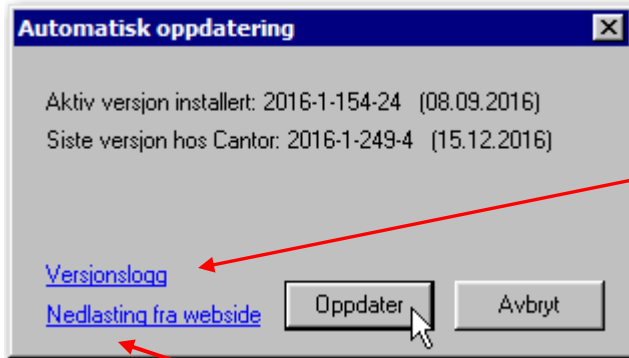 Automatisk oppdatering
Aktiv versjon installert: 2016-1-154-24 (08.09.2016)
Siste versjon hos Cantor: 2016-1-249-4 (15.12.2016)
Versjonslogg
Nedlasting fra webside
Oppdater
Avbryt